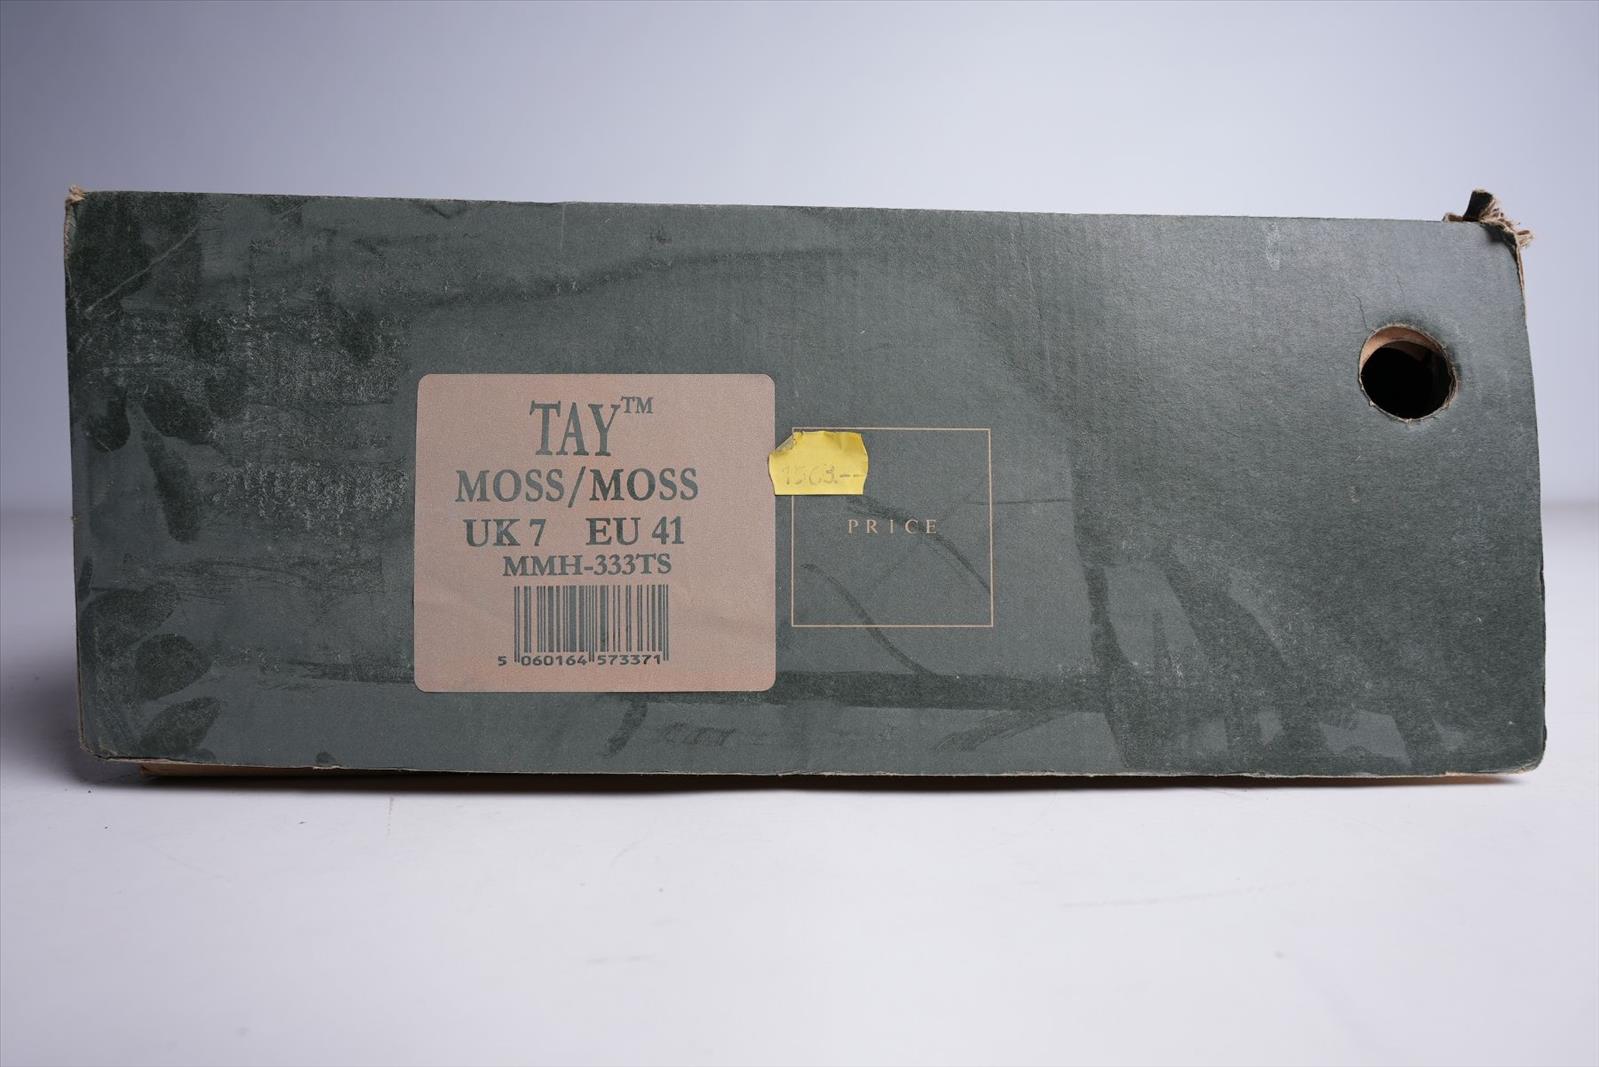 TAY™
MOSS/MOSS
UK 7 EU 41
MMH-333TS
5 060164 573371
1563.--
PRICE